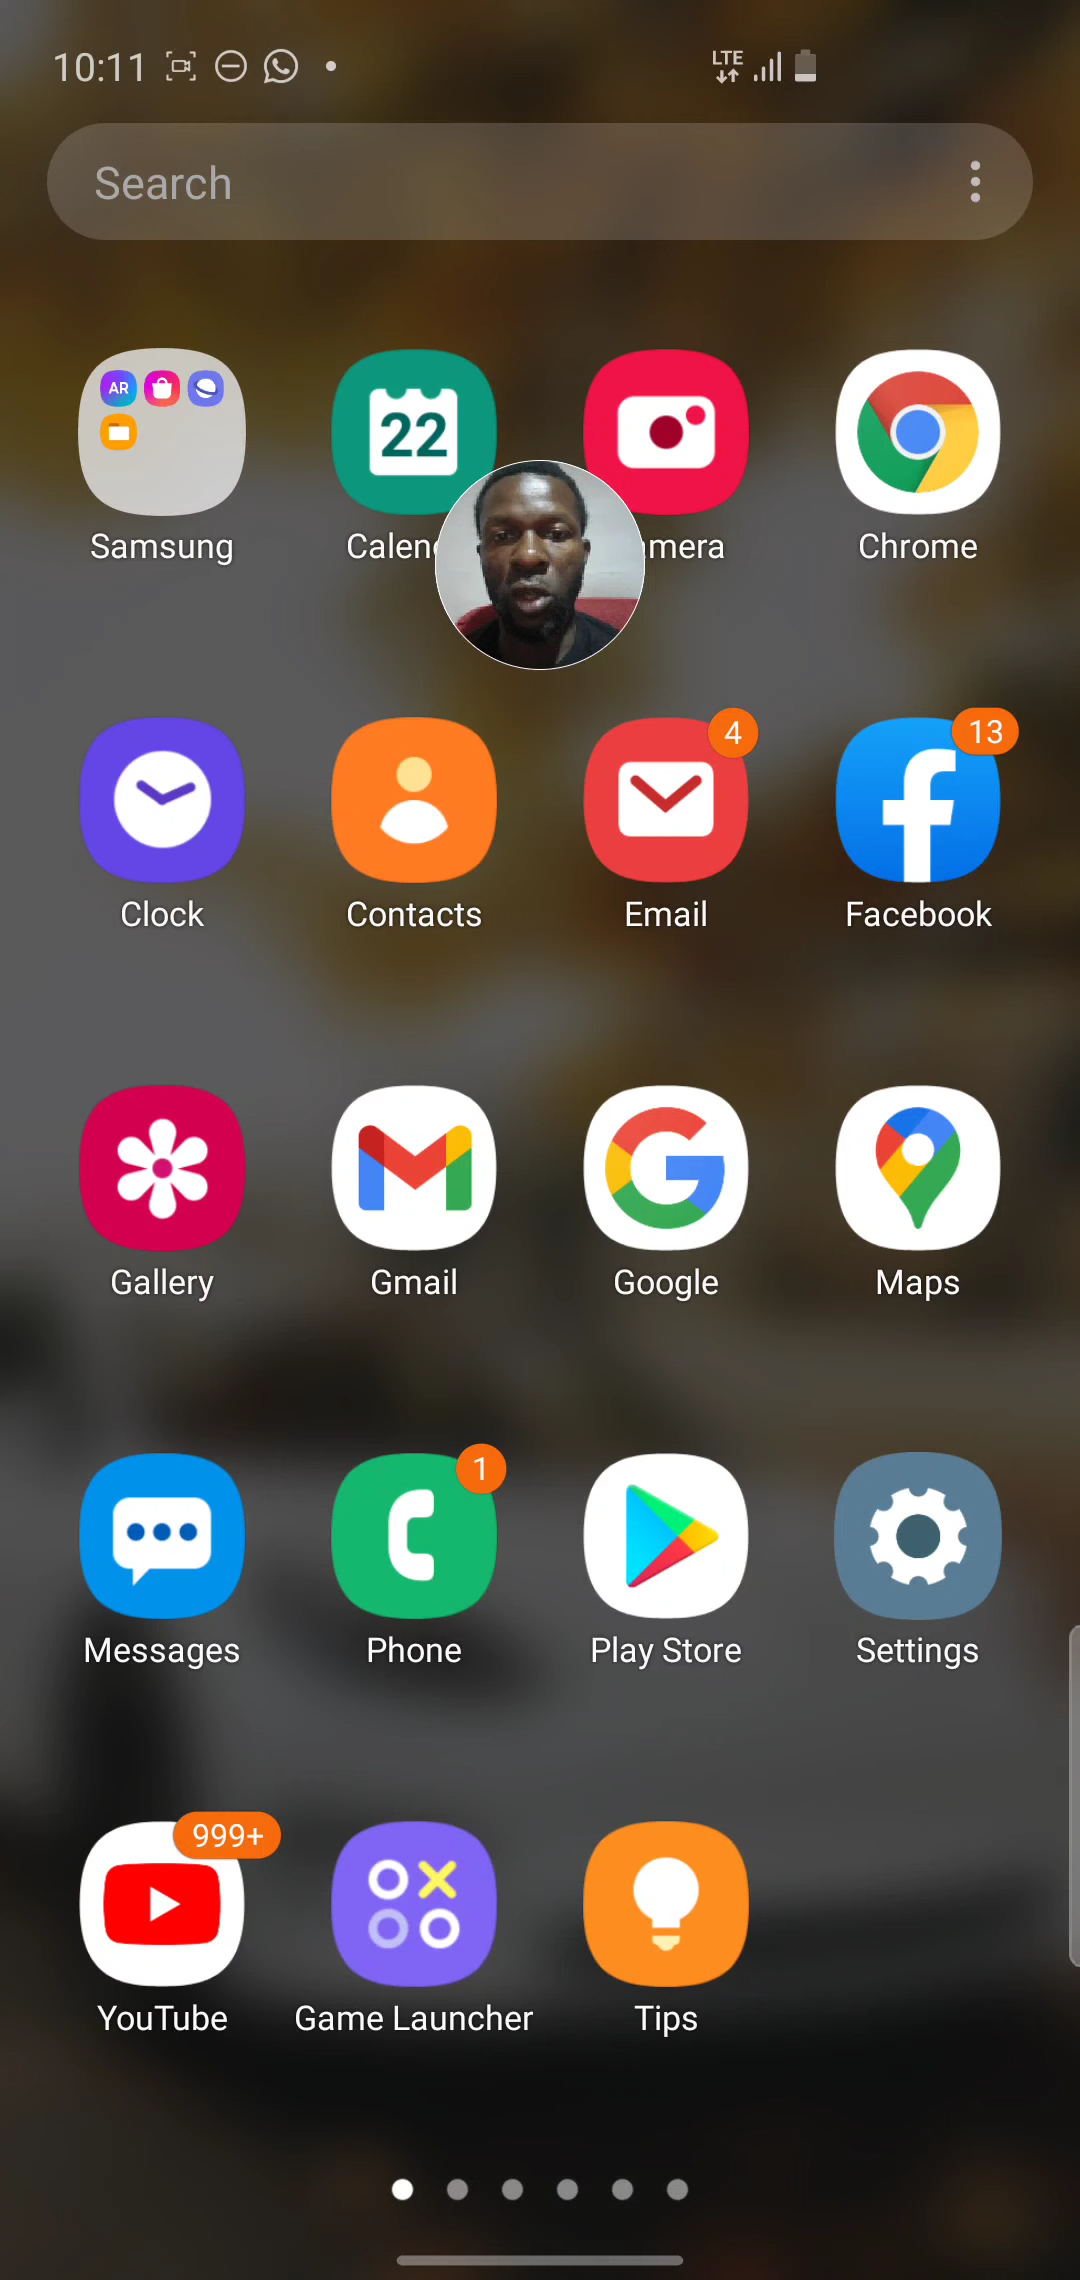 10:11 LTE
Search
AR
22
Samsung Calen mera Chrome
4 13
Clock Contacts Email Facebook
Gallery Gmail Google Maps
1
Messages Phone Play Store Settings
999+
YouTube Game Launcher Tips